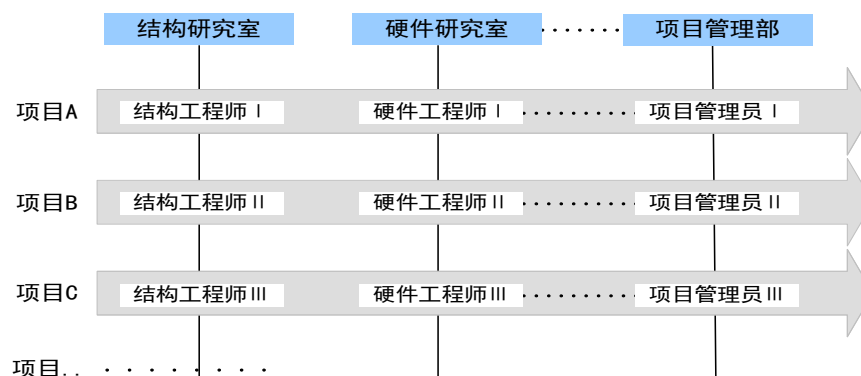 结构研究室 硬件研究室 ······· 项目管理部
项目A 结构工程师Ⅰ 硬件工程师Ⅰ ·········· 项目管理员Ⅰ
项目B 结构工程师Ⅱ 硬件工程师Ⅱ ·········· 项目管理员Ⅱ
项目C 结构工程师Ⅲ 硬件工程师Ⅲ ·········· 项目管理员Ⅲ
项目.. ········